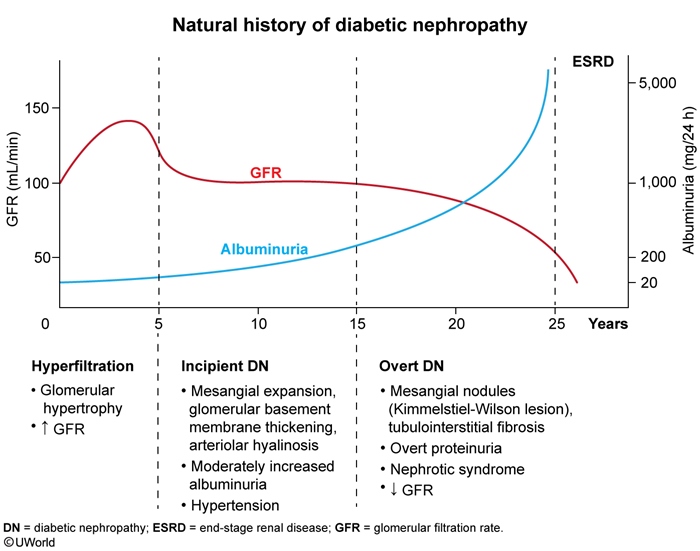 Natural history of diabetic nephropathy
ESRD
GFR (mL/min)
150
100
50
GFR
Albuminuria
5,000
1,000
200
20
Albuminuria (mg/24 h)
0 5 10 15 20 25 Years
Hyperfiltration
• Glomerular
hypertrophy
• ↑ GFR
Incipient DN
• Mesangial expansion,
glomerular basement
membrane thickening,
arteriolar hyalinosis
• Moderately increased
albuminuria
• Hypertension
Overt DN
• Mesangial nodules
(Kimmelstiel-Wilson lesion),
tubulointerstitial fibrosis
• Overt proteinuria
• Nephrotic syndrome
• ↓ GFR
DN = diabetic nephropathy; ESRD = end-stage renal disease; GFR = glomerular filtration rate.
©UWorld